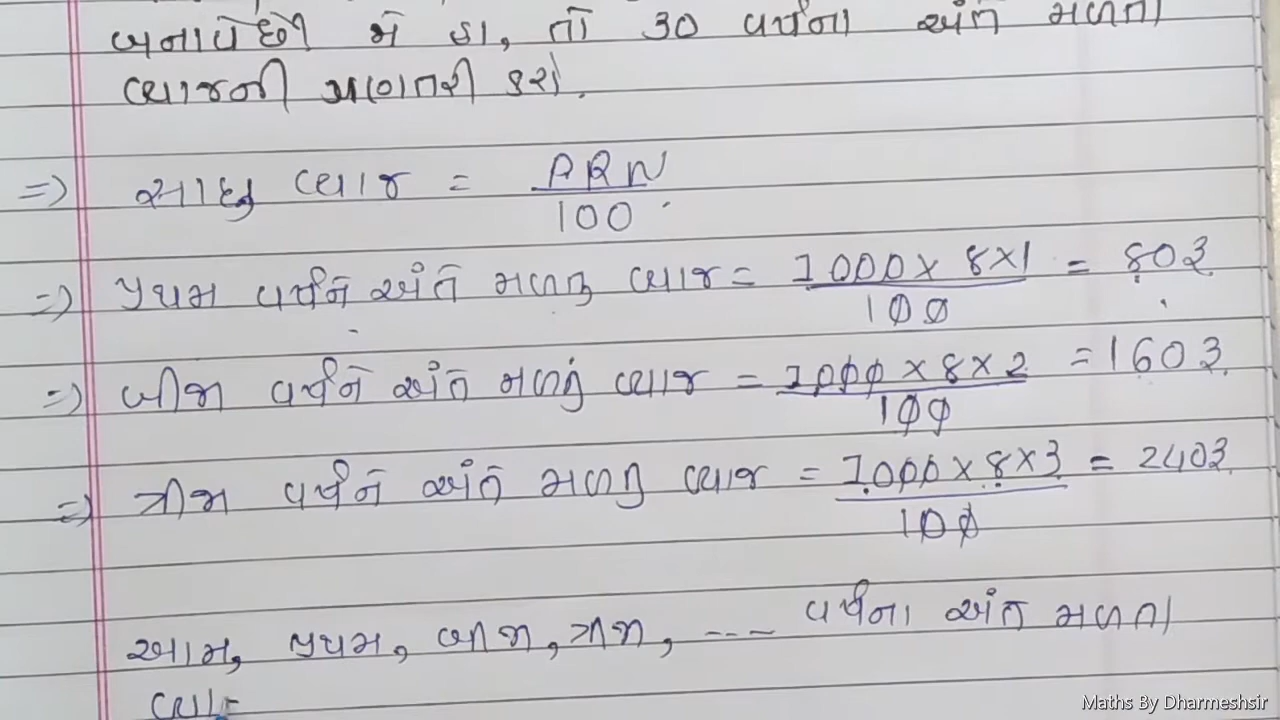 બનાવે છે? જો હા, તો 30 વર્ષના અંતે મળતા
વ્યાજની ગણતરી કરો.
=> સાદુ વ્યાજ = PRN / 100
=> પ્રથમ વર્ષને અંતે મળતુ વ્યાજ = 1000 × 8 × 1 / 100 = 80 રૂ
=> બીજા વર્ષને અંતે મળતું વ્યાજ = 1000 × 8 × 2 / 100 = 160 રૂ.
=> ત્રીજા વર્ષને અંતે મળતુ વ્યાજ = 1000 × 8 × 3 / 100 = 240 રૂ.
આમ, પ્રથમ, બીજા, ત્રીજા, --- વર્ષના અંતે મળતા
વ્યા
Maths By Dharmeshsir